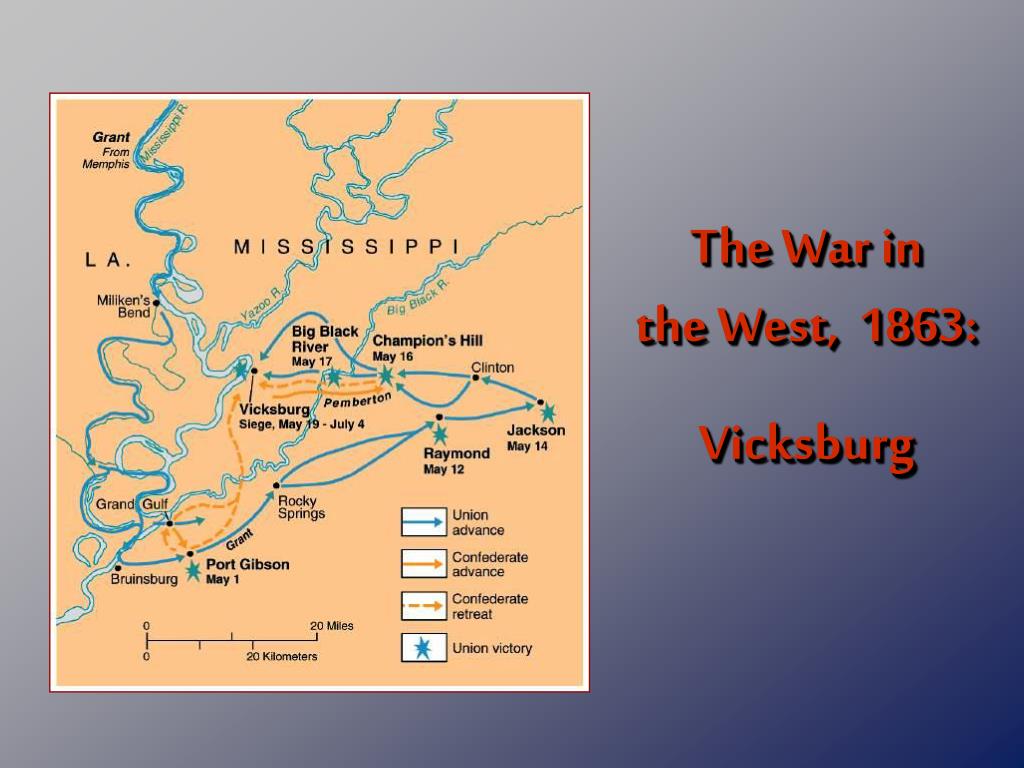 Grant
From
Memphis
Mississippi R.
MISSISSIPPI
LA.
Miliken's
Bend
Yazoo R.
Big Black R.
Big Black
River
May 17
Champion's Hill
May 16
Clinton
Pemberton
Vicksburg
Siege, May 19 - July 4
Jackson
May 14
Raymond
May 12
Rocky
Springs
Grand Gulf
Grant
Port Gibson
May 1
Bruinsburg
Union
advance
Confederate
advance
Confederate
retreat
Union victory
0 20 Miles
0 20 Kilometers
The War in
the West, 1863:
Vicksburg